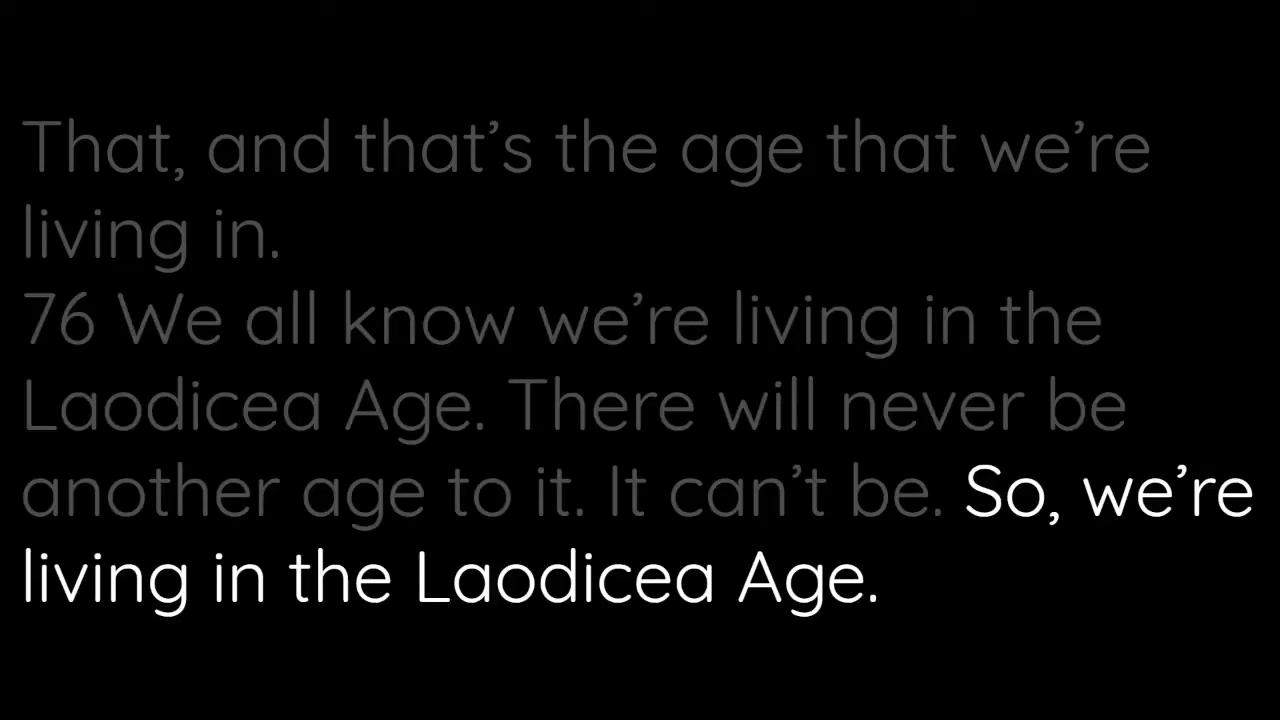 That, and that’s the age that we’re
living in.
76 We all know we’re living in the
Laodicea Age. There will never be
another age to it. It can’t be. So, we’re
living in the Laodicea Age.